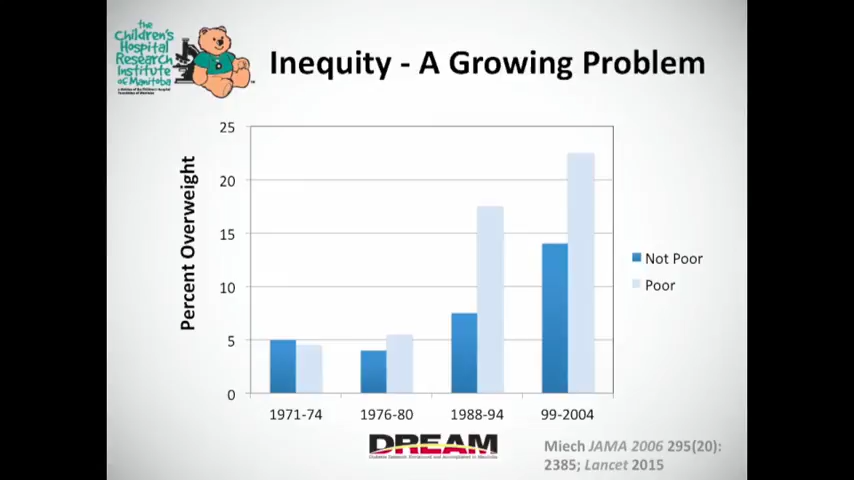 the
Children's
Hospital
Research
Institute
of Manitoba
Inequity - A Growing Problem
Percent Overweight
25
20
15
10
5
0
1971-74
1976-80
1988-94
99-2004
Not Poor
Poor
DREAM
Miech JAMA 2006 295(20):
2385; Lancet 2015